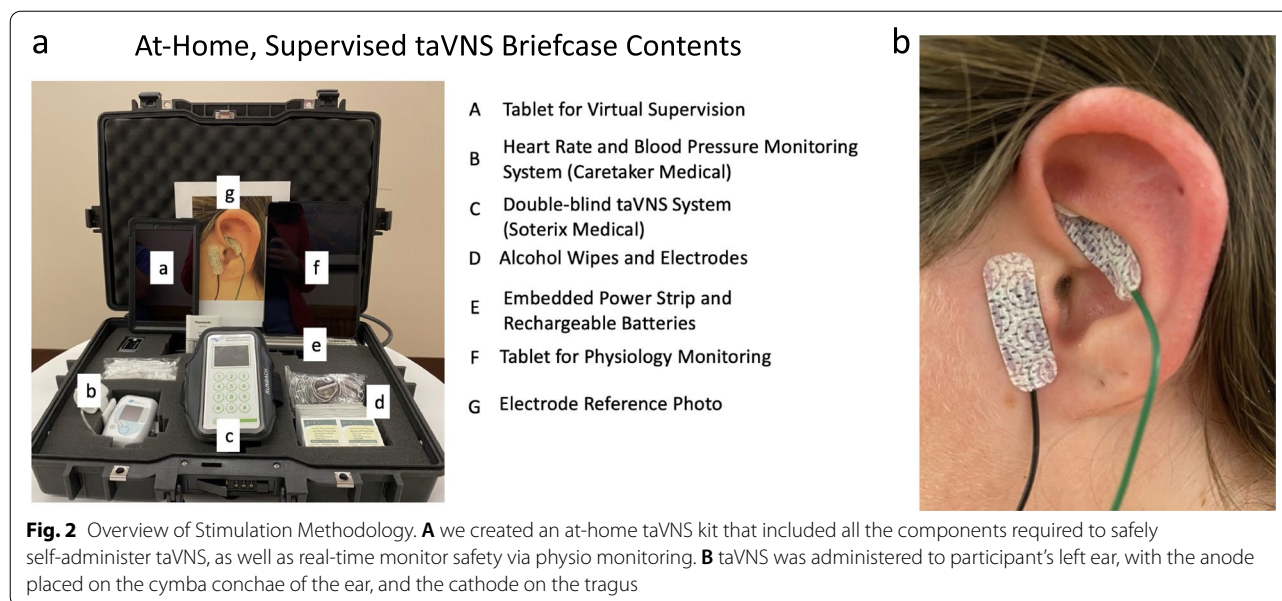 a
At-Home, Supervised taVNS Briefcase Contents
b
g
a
f
e
b
d
c
A Tablet for Virtual Supervision
B Heart Rate and Blood Pressure Monitoring
System (Caretaker Medical)
C Double-blind taVNS System
(Soterix Medical)
D Alcohol Wipes and Electrodes
E Embedded Power Strip and
Rechargeable Batteries
F Tablet for Physiology Monitoring
G Electrode Reference Photo
Fig. 2 Overview of Stimulation Methodology. A we created an at-home taVNS kit that included all the components required to safely
self-administer taVNS, as well as real-time monitor safety via physio monitoring. B taVNS was administered to participant's left ear, with the anode
placed on the cymba conchae of the ear, and the cathode on the tragus